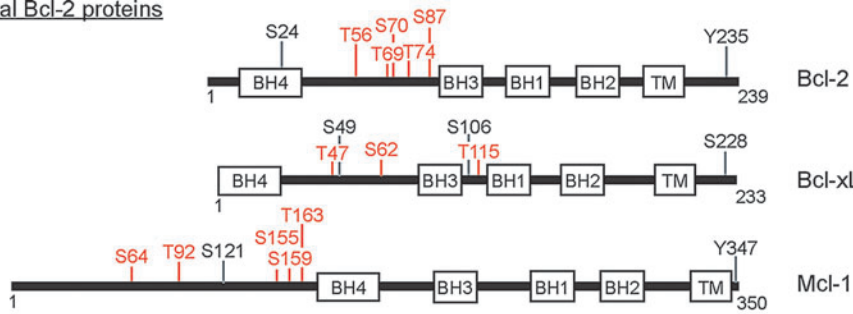 al Bcl-2 proteins
S24 T56 S70 S87 T69 T74 Y235
BH4 BH3 BH1 BH2 TM Bcl-2
1 239
S49 S106 T47 S62 T115 S228
BH4 BH3 BH1 BH2 TM Bcl-xL
1 233
T163 S155 S64 T92 S121 S159 Y347
BH4 BH3 BH1 BH2 TM Mcl-1
1 350